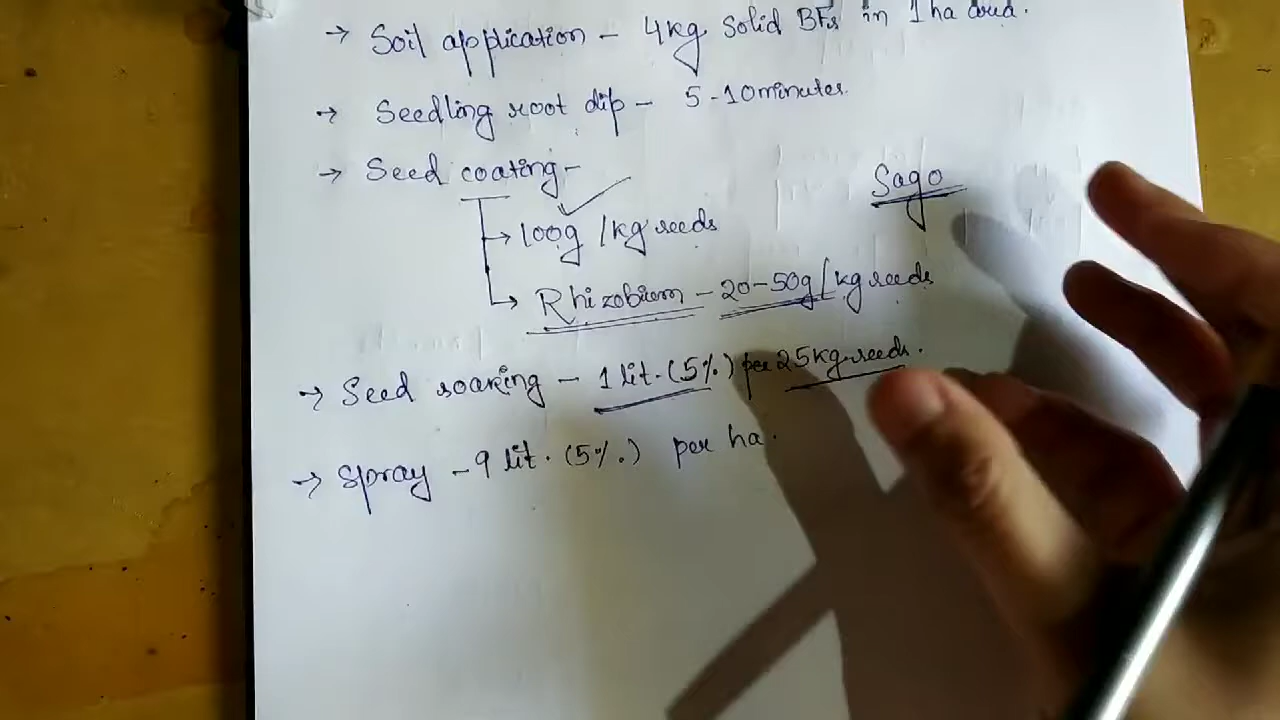 → Soil application - 4kg solid BFs in 1 ha area.
→ Seedling root dip - 5-10 minutes.
→ Seed coating -
Sago
→ 100g /kg seeds
→ Rhizobium - 20-50g/kg seeds
→ Seed soaking - 1 lit. (5%) per 25kg seeds.
→ Spray - 9 lit. (5%) per ha.